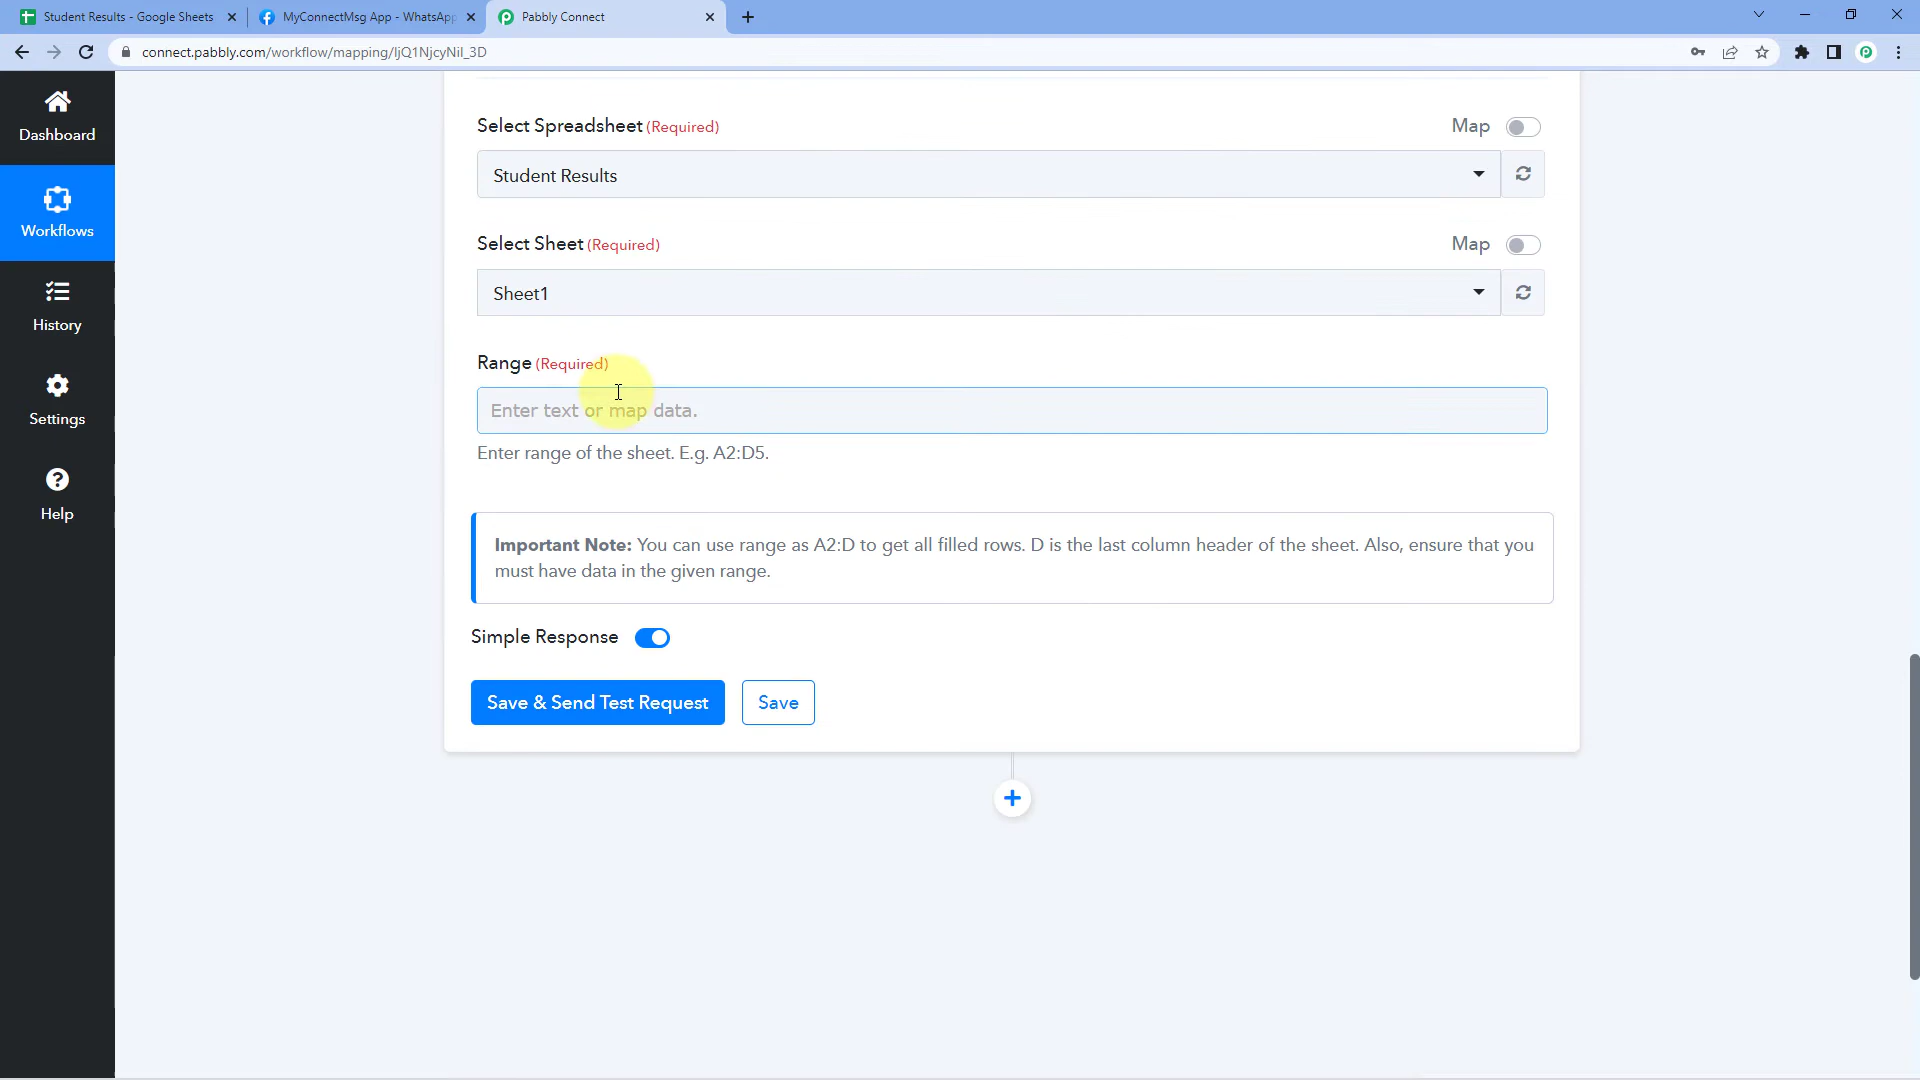 Student Results - Google Sheets
MyConnectMsg App - WhatsApp
Pabbly Connect
connect.pabbly.com/workflow/mapping/IjQ1NjcyNiI_3D
Dashboard
Workflows
History
Settings
Help
Select Spreadsheet (Required)
Map
Student Results
Select Sheet (Required)
Map
Sheet1
Range (Required)
Enter text or map data.
Enter range of the sheet. E.g. A2:D5.
Important Note: You can use range as A2:D to get all filled rows. D is the last column header of the sheet. Also, ensure that you
must have data in the given range.
Simple Response
Save & Send Test Request
Save